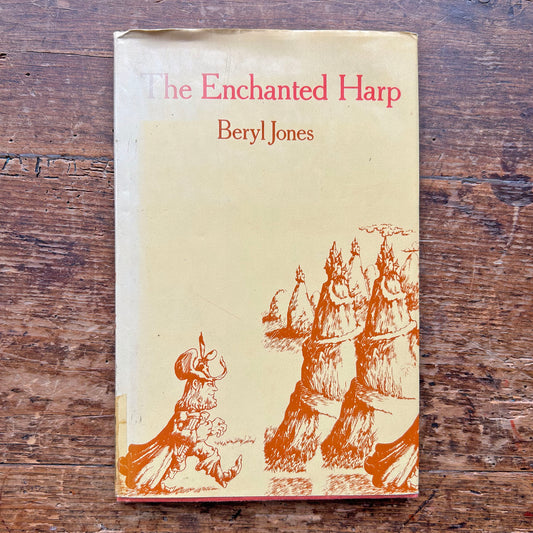 The Enchanted Harp
Beryl Jones